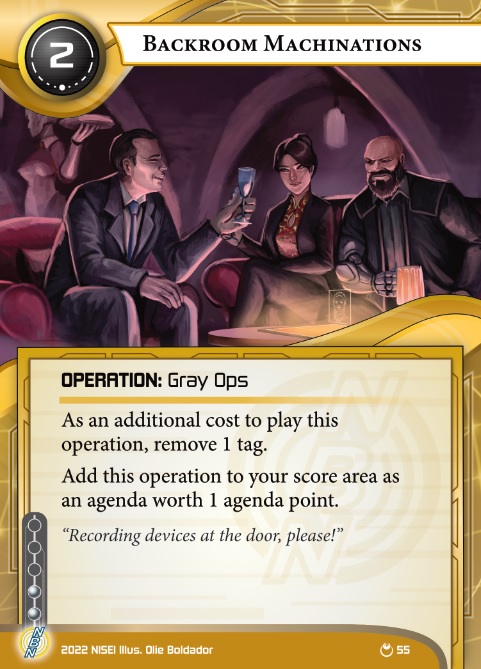 2
BACKROOM MACHINATIONS
OPERATION: Gray Ops
As an additional cost to play this
operation, remove 1 tag.
Add this operation to your score area as
an agenda worth 1 agenda point.
“Recording devices at the door, please!”
NBN
2022 NISEI Illus. Olie Boldador
55